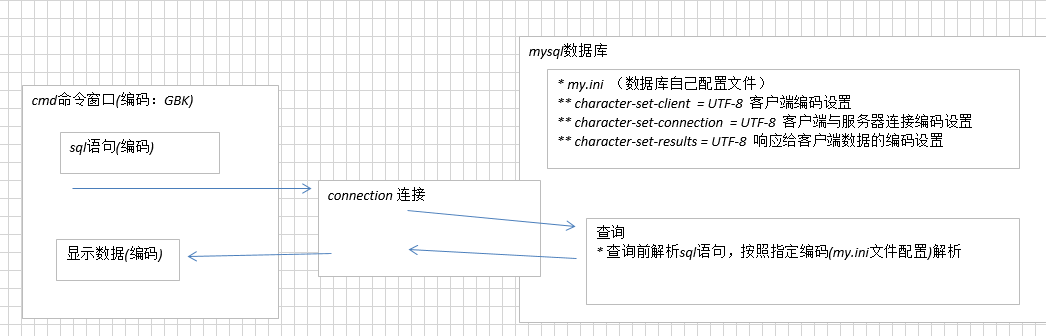 mysql数据库
* my.ini （数据库自己配置文件）
** character-set-client = UTF-8 客户端编码设置
** character-set-connection = UTF-8 客户端与服务器连接编码设置
** character-set-results = UTF-8 响应给客户端数据的编码设置
cmd命令窗口(编码：GBK)
sql语句(编码)
connection 连接
显示数据(编码)
查询
* 查询前解析sql语句，按照指定编码(my.ini文件配置)解析